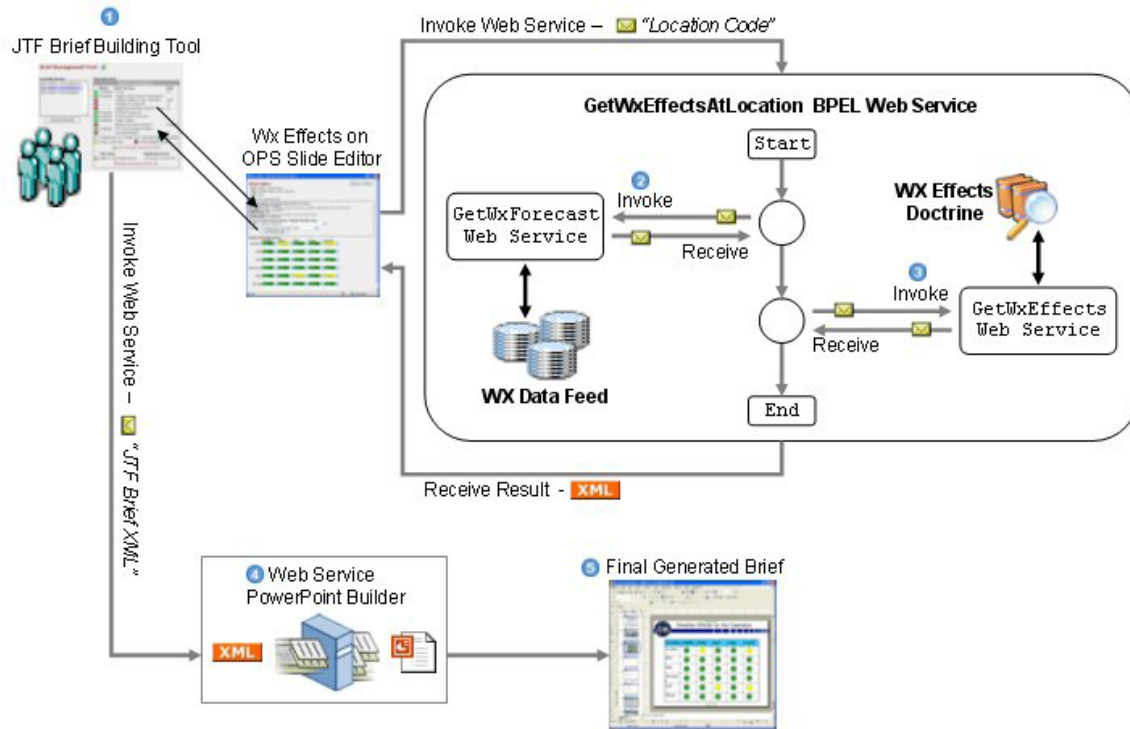 1
JTF Brief Building Tool
Brief Management Tool
Invoke Web Service – "Location Code"
GetWxEffectsAtLocation BPEL Web Service
Start
Wx Effects on
OPS Slide Editor
2
Invoke
GetWxForecast
Web Service
Receive
WX Effects
Doctrine
3
Invoke
GetWxEffects
Web Service
Receive
WX Data Feed
End
Invoke Web Service – "JTF Brief XML"
Receive Result - XML
4 Web Service
PowerPoint Builder
XML
5 Final Generated Brief